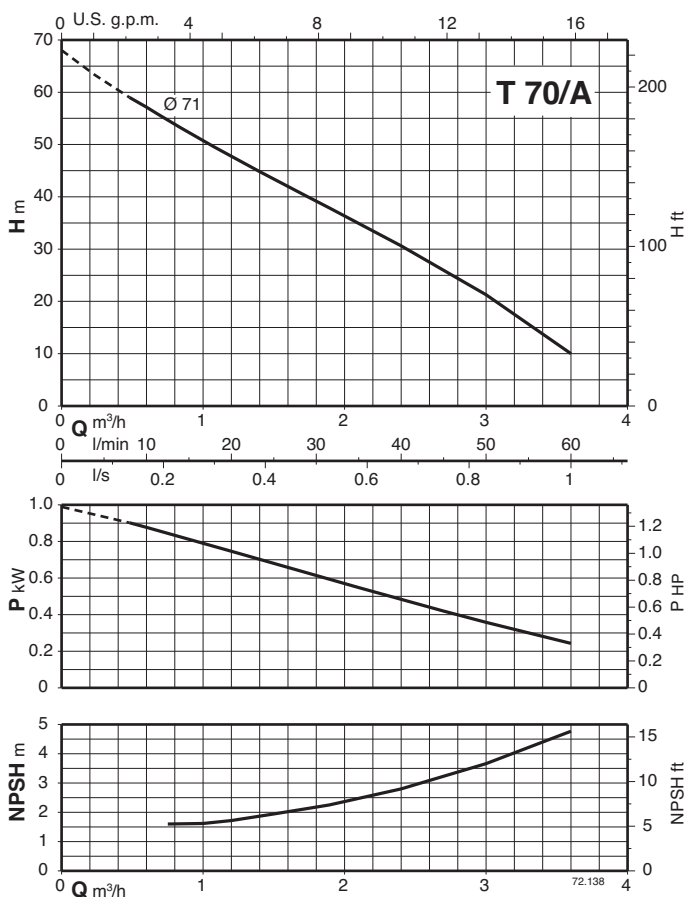 0 U.S. g.p.m. 4 8 12 16
70
60
50
40
30
20
10
0
H m
Ø 71
T 70/A
200
100
0
H ft
0 Q m³/h 1 2 3 4
0 l/min 10 20 30 40 50 60
0 l/s 0.2 0.4 0.6 0.8 1
1.0
0.8
0.6
0.4
0.2
0
P kW
1.2
1.0
0.8
0.6
0.4
0.2
0
P HP
5
4
3
2
1
0
NPSH m
15
10
5
0
NPSH ft
72.138
0 Q m³/h 1 2 3 4